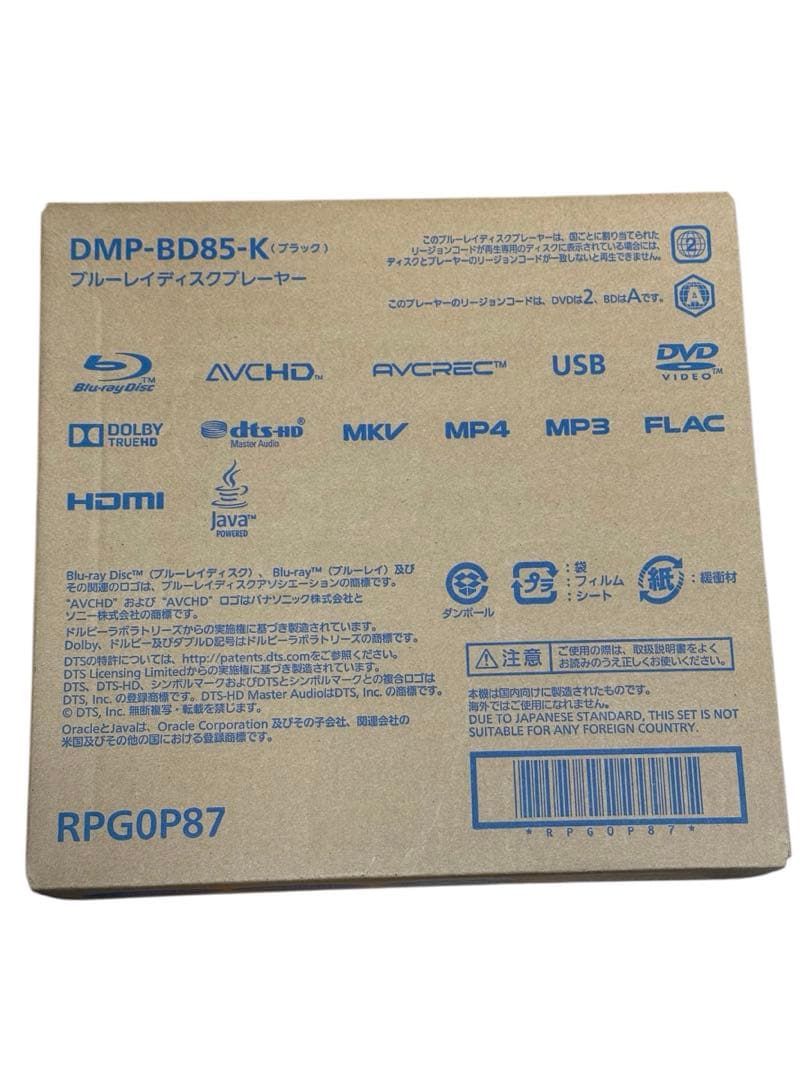 DMP-BD85-K(ブラック)
ブルーレイディスクプレーヤー
このブルーレイディスクプレーヤーは、国ごとに割り当てられた
リージョンコードが再生専用のディスクに表示されている場合には、
ディスクとプレーヤーのリージョンコードが一致しないと再生できません。
2
このプレーヤーのリージョンコードは、DVDは2、BDはAです。
A
Blu-ray Disc™
AVCHD™
AVCREC™
USB
DVD VIDEO™
DOLBY TRUEHD
dts-HD® Master Audio
MKV
MP4
MP3
FLAC
HDMI
Java™ POWERED
Blu-ray Disc™(ブルーレイディスク)、Blu-ray™(ブルーレイ)及び
その関連のロゴは、ブルーレイディスクアソシエーションの商標です。
"AVCHD" および "AVCHD" ロゴはパナソニック株式会社と
ソニー株式会社の商標です。
ドルビーラボラトリーズからの実施権に基づき製造されています。
Dolby、ドルビー及びダブルD記号はドルビーラボラトリーズの商標です。
DTSの特許については、http://patents.dts.comをご参照ください。
DTS Licensing Limitedからの実施権に基づき製造されています。
DTS、DTS-HD、シンボルマークおよびDTSとシンボルマークとの複合ロゴは
DTS, Inc. の登録商標です。DTS-HD Master AudioはDTS, Inc. の商標です。
© DTS, Inc. 無断複写・転載を禁じます。
OracleとJavaは、Oracle Corporation 及びその子会社、関連会社の
米国及びその他の国における登録商標です。
ダンボール
プラ
:袋
:フィルム
:シート
紙
:緩衝材
注意
ご使用の際は、取扱説明書をよく
お読みのうえ正しくお使いください。
本機は国内向けに製造されたものです。
海外ではご使用になれません。
DUE TO JAPANESE STANDARD, THIS SET IS NOT
SUITABLE FOR ANY FOREIGN COUNTRY.
RPG0P87
*RPG0P87*